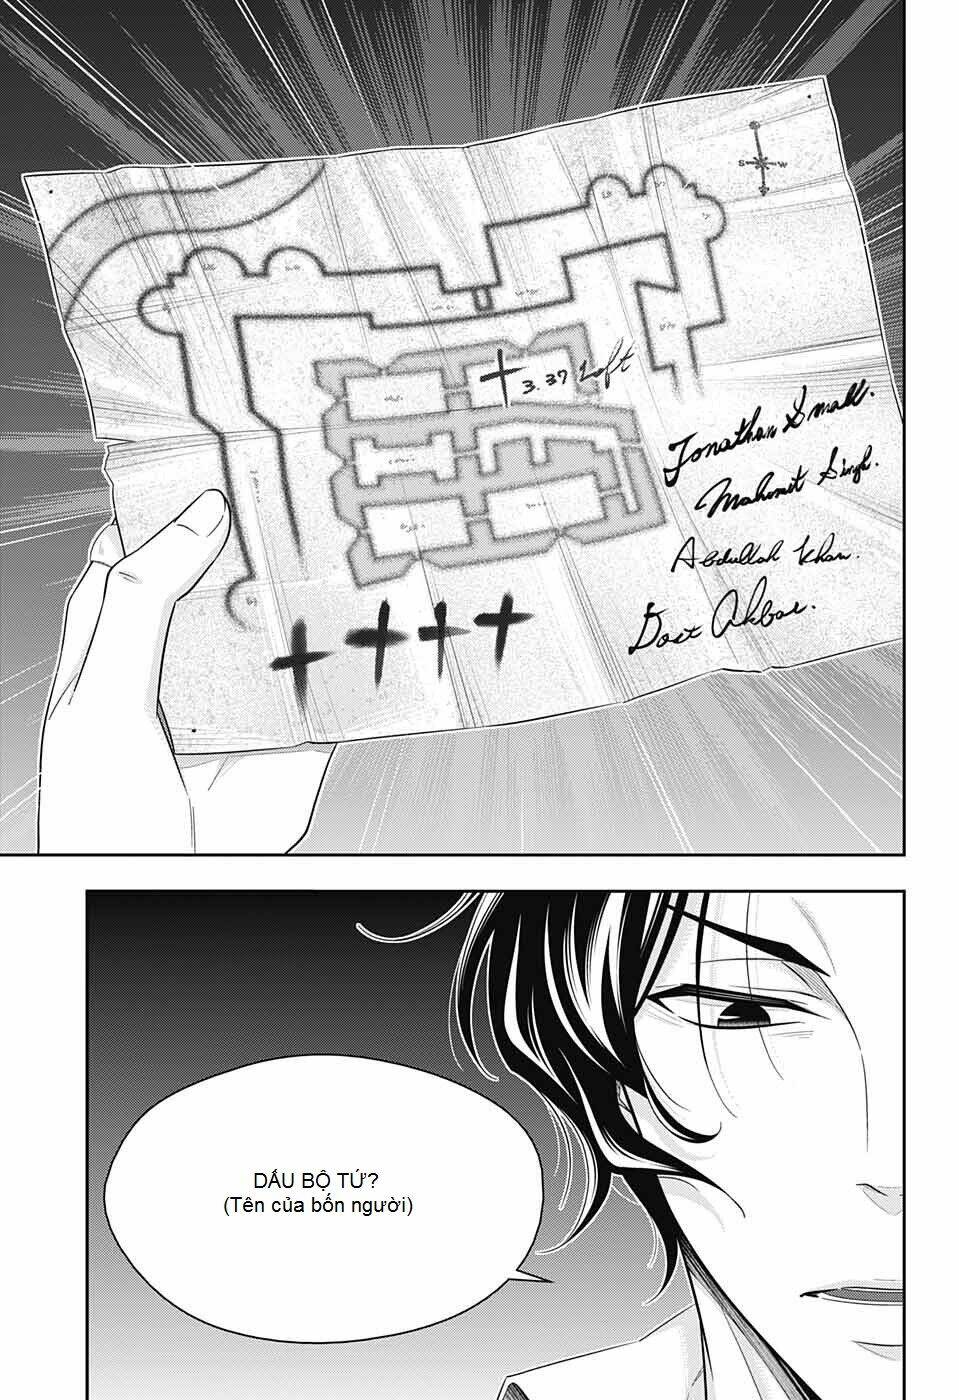 S W
3.37 Loft
Jonathan Small.
Mahomet Singh.
Abdullah Khan.
Dost Akbar.
DẤU BỘ TỨ?
(Tên của bốn người)